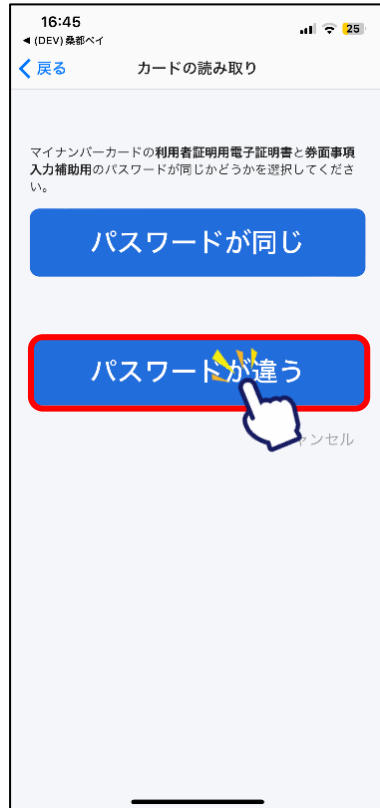 16:45
25
◀ (DEV) 桑都ペイ
戻る
カードの読み取り
マイナンバーカードの利用者証明用電子証明書と券面事項
入力補助用のパスワードが同じかどうかを選択してくださ
い。
パスワードが同じ
パスワードが違う
ャンセル